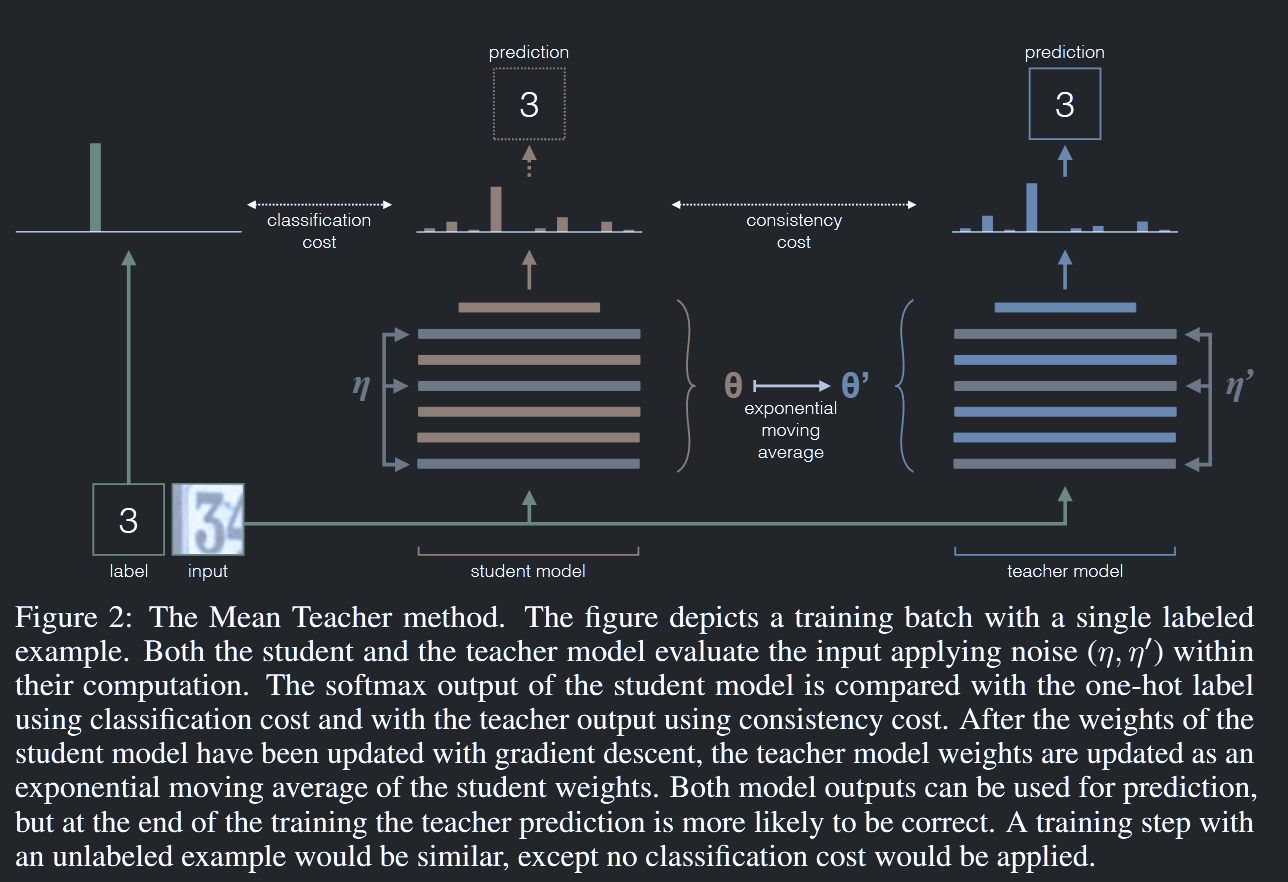 prediction
3
prediction
3
classification
cost
consistency
cost
η
θ
θ’
exponential
moving
average
η’
3
34
label
input
student model
teacher model
Figure 2: The Mean Teacher method. The figure depicts a training batch with a single labeled
example. Both the student and the teacher model evaluate the input applying noise (η, η′) within
their computation. The softmax output of the student model is compared with the one-hot label
using classification cost and with the teacher output using consistency cost. After the weights of the
student model have been updated with gradient descent, the teacher model weights are updated as an
exponential moving average of the student weights. Both model outputs can be used for prediction,
but at the end of the training the teacher prediction is more likely to be correct. A training step with
an unlabeled example would be similar, except no classification cost would be applied.